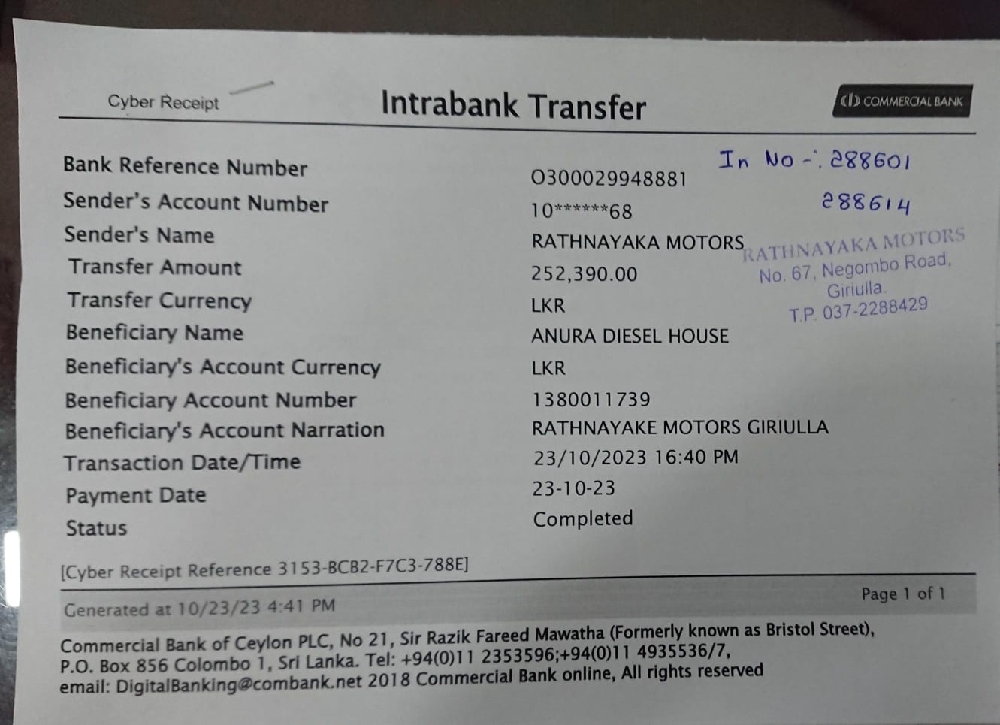 Cyber Receipt
Intrabank Transfer
COMMERCIAL BANK
In No -: 288601
288614
RATHNAYAKA MOTORS
No. 67, Negombo Road,
Giriulla.
T.P. 037-2288429
Bank Reference Number O300029948881
Sender's Account Number 10******68
Sender's Name RATHNAYAKA MOTORS
Transfer Amount 252,390.00
Transfer Currency LKR
Beneficiary Name ANURA DIESEL HOUSE
Beneficiary's Account Currency LKR
Beneficiary Account Number 1380011739
Beneficiary's Account Narration RATHNAYAKE MOTORS GIRIULLA
Transaction Date/Time 23/10/2023 16:40 PM
Payment Date 23-10-23
Status Completed
[Cyber Receipt Reference 3153-BCB2-F7C3-788E]
Generated at 10/23/23 4:41 PM
Page 1 of 1
Commercial Bank of Ceylon PLC, No 21, Sir Razik Fareed Mawatha (Formerly known as Bristol Street),
P.O. Box 856 Colombo 1, Sri Lanka. Tel: +94(0)11 2353596;+94(0)11 4935536/7,
email: DigitalBanking@combank.net 2018 Commercial Bank online, All rights reserved